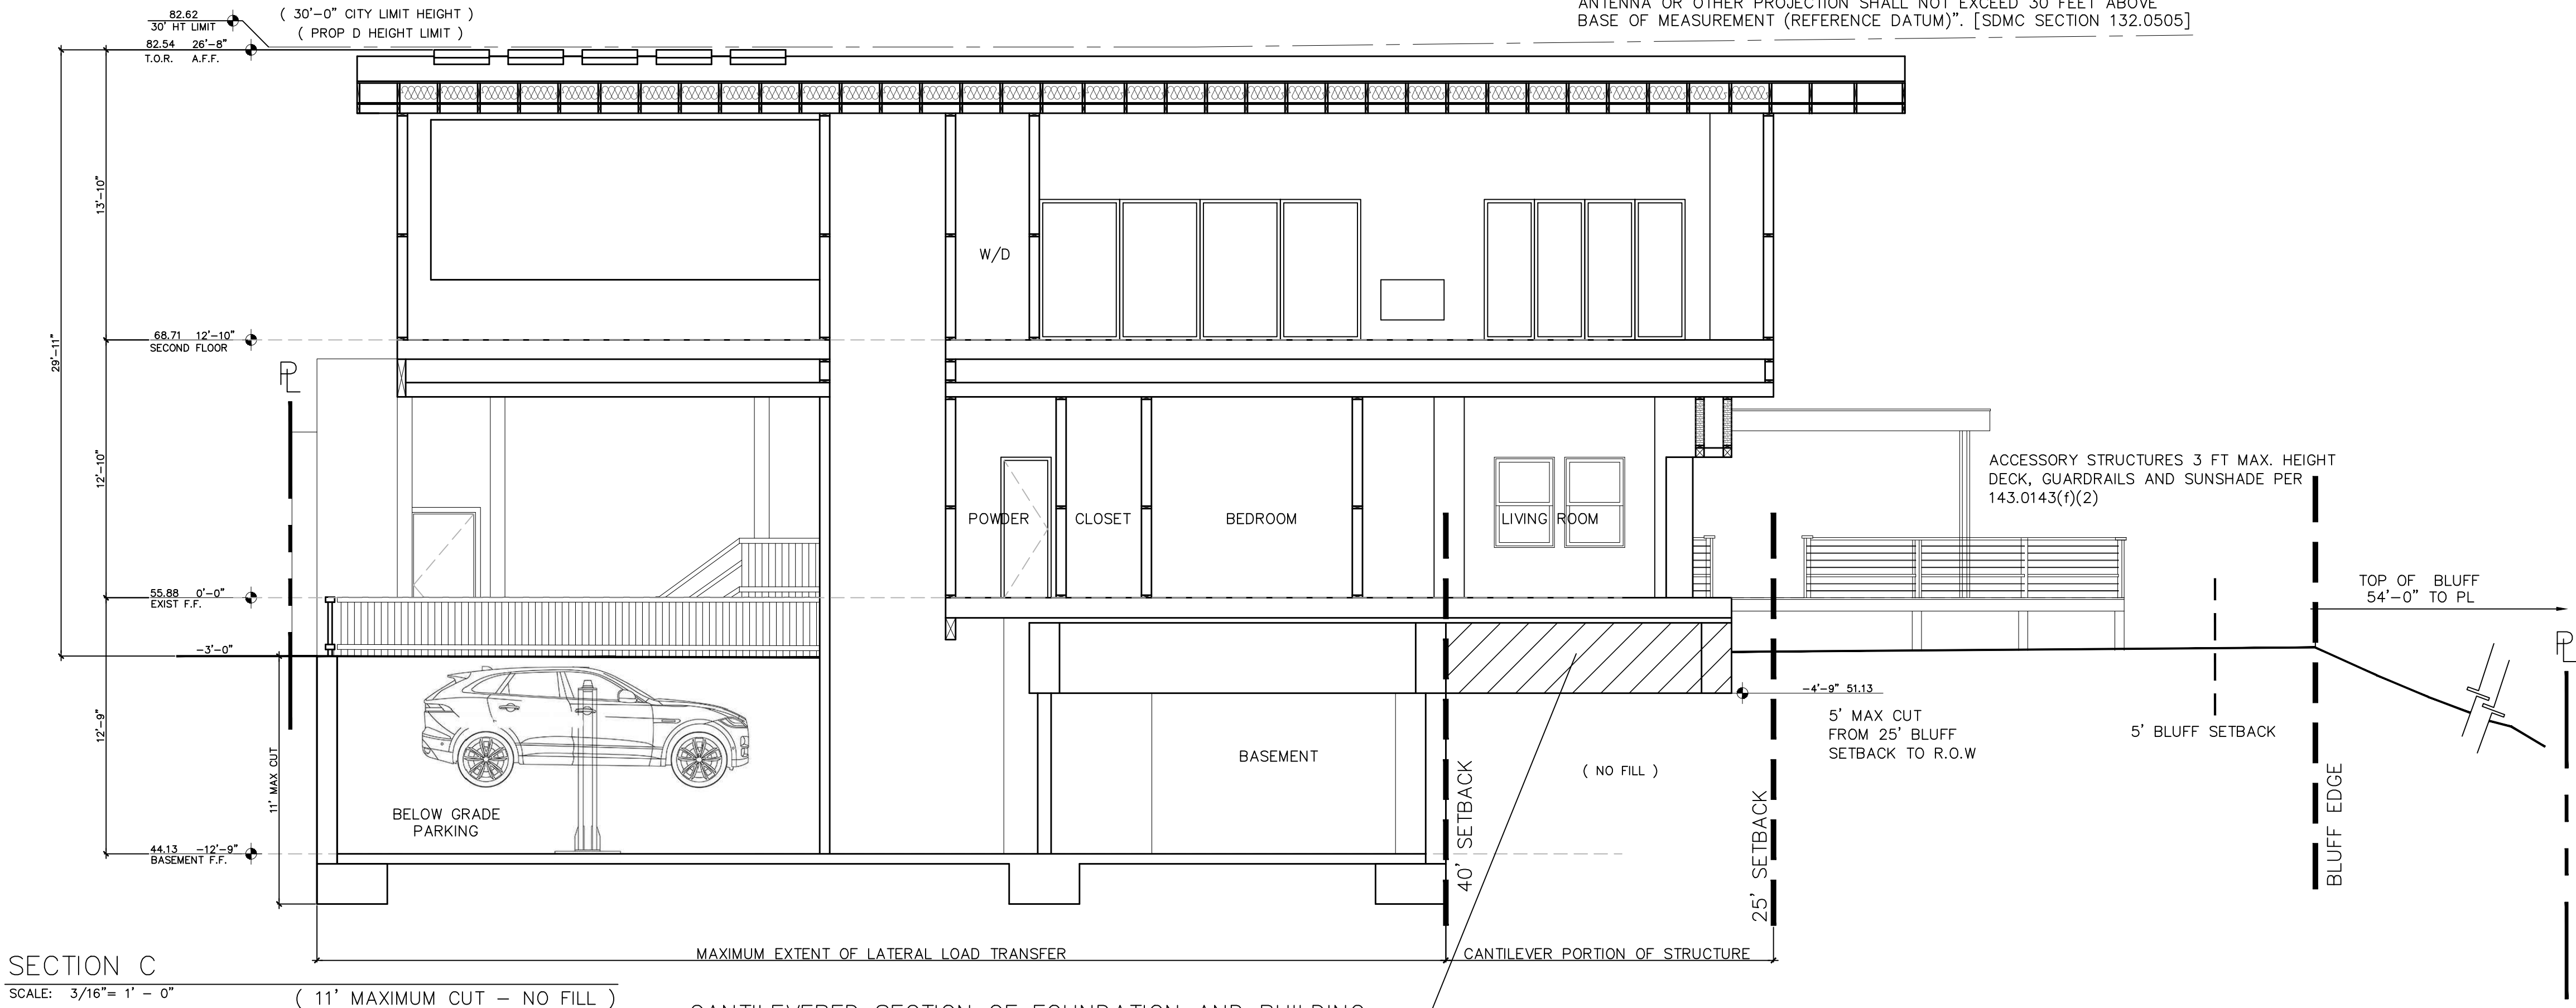 ANTENNA OR OTHER PROJECTION SHALL NOT EXCEED 30 FEET ABOVE
BASE OF MEASUREMENT (REFERENCE DATUM)". [SDMC SECTION 132.0505]
82.62
30' HT LIMIT
( 30'-0" CITY LIMIT HEIGHT )
( PROP D HEIGHT LIMIT )
82.54 26'-8"
T.O.R. A.F.F.
13'-10"
29'-11"
W/D
68.71 12'-10"
SECOND FLOOR
PL
12'-10"
POWDER
CLOSET
BEDROOM
LIVING ROOM
ACCESSORY STRUCTURES 3 FT MAX. HEIGHT
DECK, GUARDRAILS AND SUNSHADE PER
143.0143(f)(2)
55.88 0'-0"
EXIST F.F.
TOP OF BLUFF
54'-0" TO PL
PL
-3'-0"
12'-9"
11' MAX CUT
-4'-9" 51.13
5' MAX CUT
FROM 25' BLUFF
SETBACK TO R.O.W
5' BLUFF SETBACK
BASEMENT
( NO FILL )
BELOW GRADE
PARKING
40' SETBACK
25' SETBACK
BLUFF EDGE
44.13 -12'-9"
BASEMENT F.F.
MAXIMUM EXTENT OF LATERAL LOAD TRANSFER
CANTILEVER PORTION OF STRUCTURE
SECTION C
SCALE: 3/16"= 1' - 0"
( 11' MAXIMUM CUT - NO FILL )
CANTILEVERED SECTION OF FOUNDATION AND BUILDING